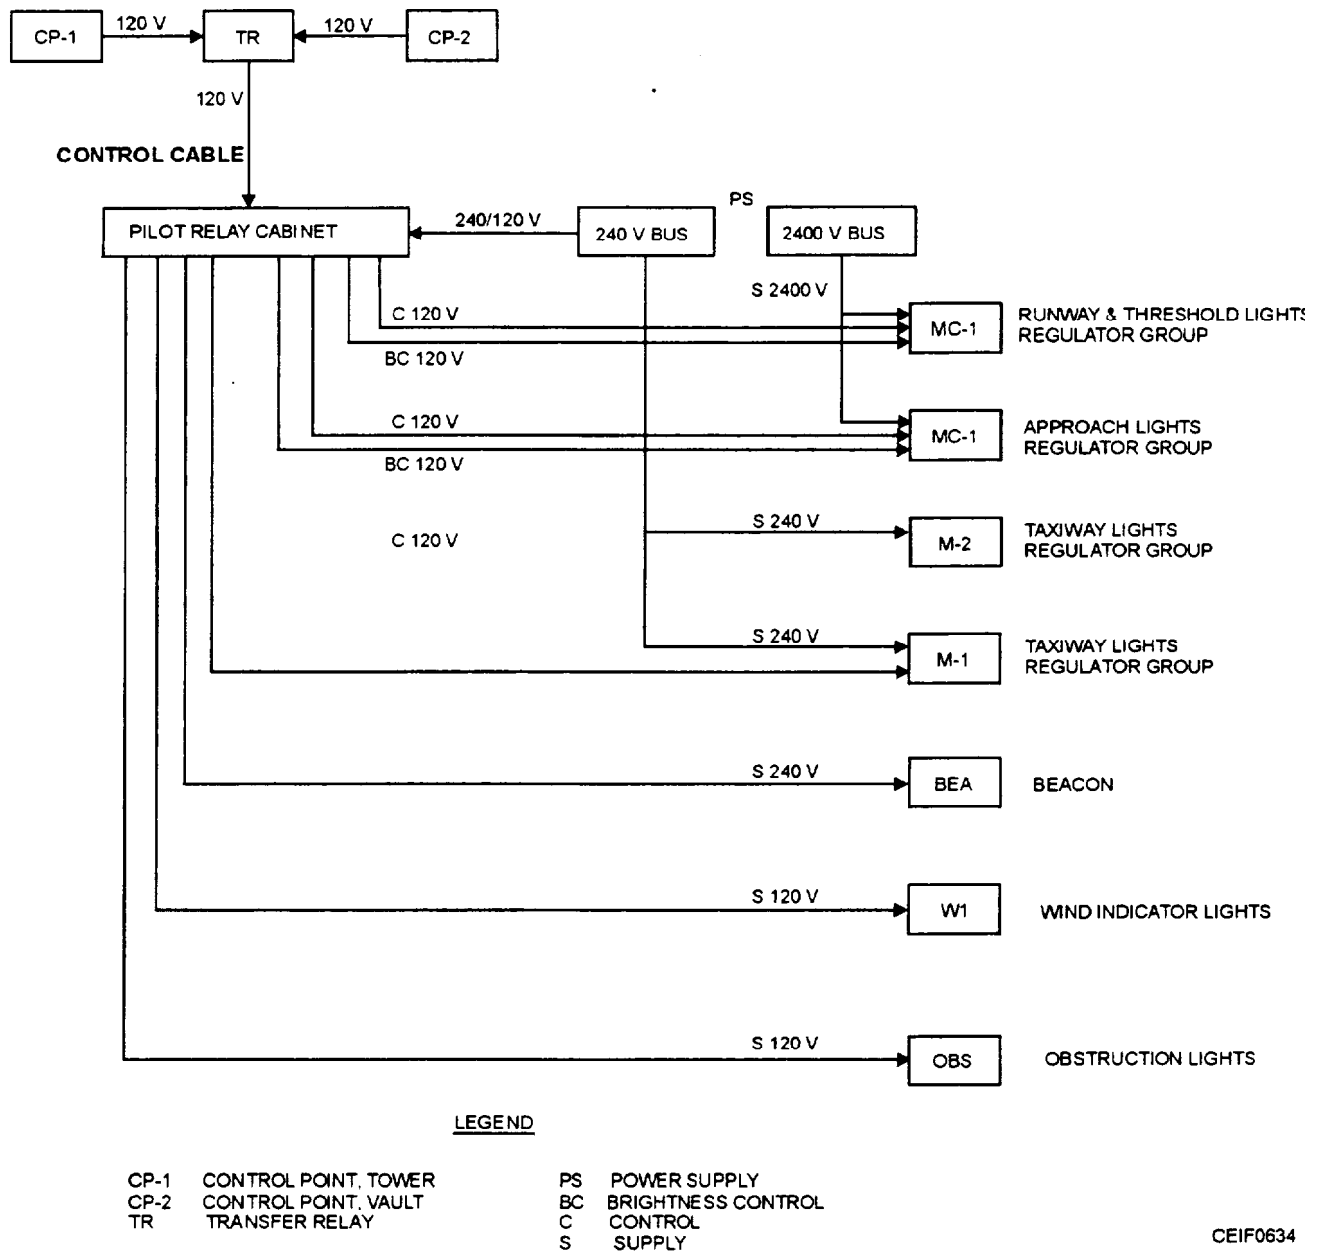 CP-1
120 V
TR
120 V
CP-2
120 V
CONTROL CABLE
PILOT RELAY CABINET
240/120 V
240 V BUS
PS
2400 V BUS
S 2400 V
C 120 V
BC 120 V
MC-1
RUNWAY & THRESHOLD LIGHTS
REGULATOR GROUP
C 120 V
BC 120 V
MC-1
APPROACH LIGHTS
REGULATOR GROUP
C 120 V
S 240 V
M-2
TAXIWAY LIGHTS
REGULATOR GROUP
S 240 V
M-1
TAXIWAY LIGHTS
REGULATOR GROUP
S 240 V
BEA
BEACON
S 120 V
W1
WIND INDICATOR LIGHTS
S 120 V
OBS
OBSTRUCTION LIGHTS
LEGEND
CP-1 CONTROL POINT, TOWER
CP-2 CONTROL POINT, VAULT
TR TRANSFER RELAY
PS POWER SUPPLY
BC BRIGHTNESS CONTROL
C CONTROL
S SUPPLY
CEIF0634